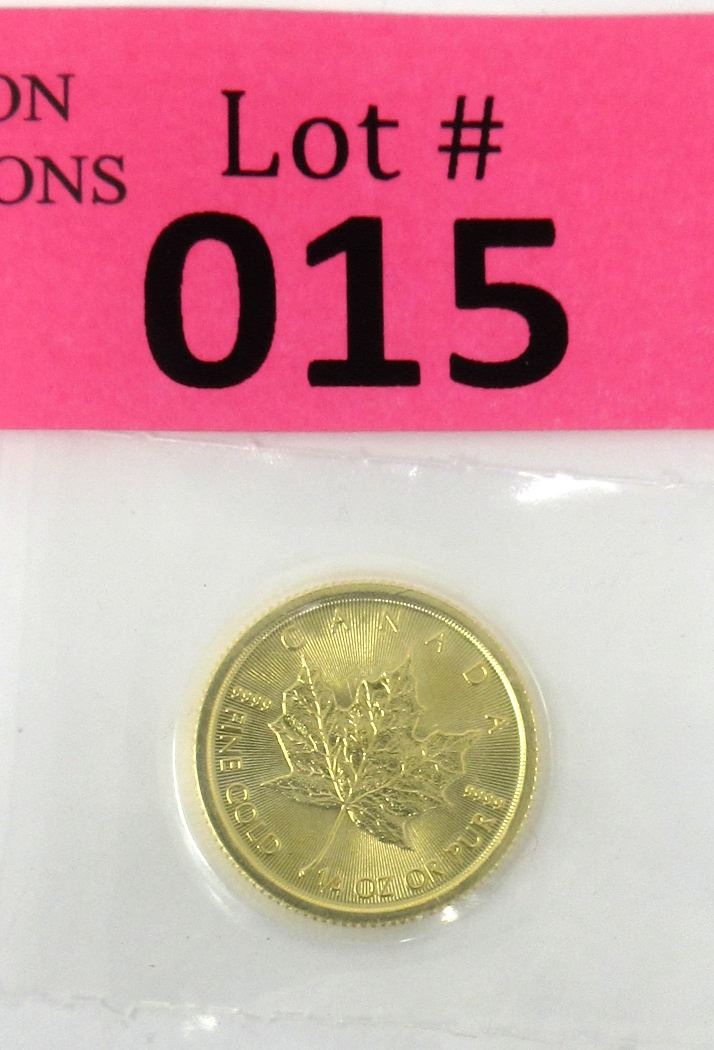 ON
ONS
Lot #
015
CANADA
9999
9999
FINE GOLD 1/4 OZ OR PUR